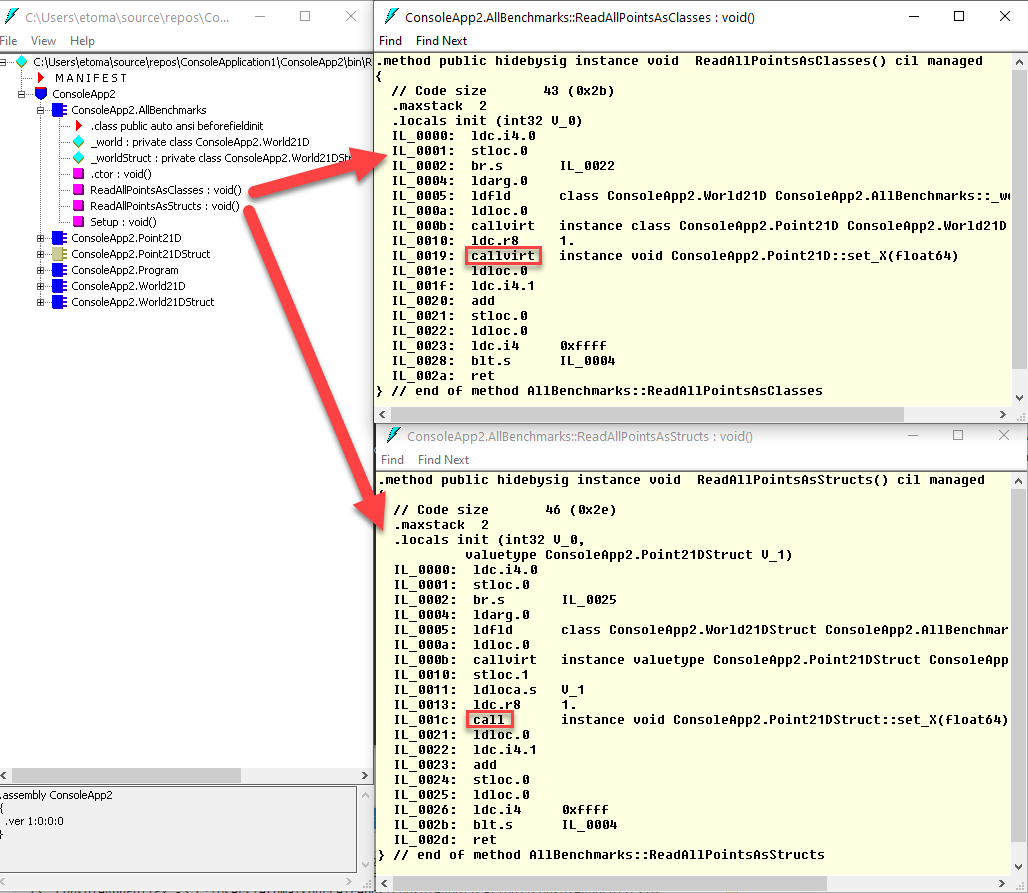 C:\Users\etoma\source\repos\Co...
File View Help
C:\Users\etoma\source\repos\ConsoleApplication1\ConsoleApp2\bin\R
M A N I F E S T
ConsoleApp2
ConsoleApp2.AllBenchmarks
.class public auto ansi beforefieldinit
_world : private class ConsoleApp2.World21D
_worldStruct : private class ConsoleApp2.World21DStr
.ctor : void()
ReadAllPointsAsClasses : void()
ReadAllPointsAsStructs : void()
Setup : void()
ConsoleApp2.Point21D
ConsoleApp2.Point21DStruct
ConsoleApp2.Program
ConsoleApp2.World21D
ConsoleApp2.World21DStruct
.assembly ConsoleApp2
{
.ver 1:0:0:0
}
ConsoleApp2.AllBenchmarks::ReadAllPointsAsClasses : void()
Find Find Next
.method public hidebysig instance void ReadAllPointsAsClasses() cil managed
{
// Code size 43 (0x2b)
.maxstack 2
.locals init (int32 V_0)
IL_0000: ldc.i4.0
IL_0001: stloc.0
IL_0002: br.s IL_0022
IL_0004: ldarg.0
IL_0005: ldfld class ConsoleApp2.World21D ConsoleApp2.AllBenchmarks::_wo
IL_000a: ldloc.0
IL_000b: callvirt instance class ConsoleApp2.Point21D ConsoleApp2.World21D
IL_0010: ldc.r8 1.
IL_0019: callvirt instance void ConsoleApp2.Point21D::set_X(float64)
IL_001e: ldloc.0
IL_001f: ldc.i4.1
IL_0020: add
IL_0021: stloc.0
IL_0022: ldloc.0
IL_0023: ldc.i4 0xffff
IL_0028: blt.s IL_0004
IL_002a: ret
} // end of method AllBenchmarks::ReadAllPointsAsClasses
ConsoleApp2.AllBenchmarks::ReadAllPointsAsStructs : void()
Find Find Next
.method public hidebysig instance void ReadAllPointsAsStructs() cil managed
{
// Code size 46 (0x2e)
.maxstack 2
.locals init (int32 V_0,
valuetype ConsoleApp2.Point21DStruct V_1)
IL_0000: ldc.i4.0
IL_0001: stloc.0
IL_0002: br.s IL_0025
IL_0004: ldarg.0
IL_0005: ldfld class ConsoleApp2.World21DStruct ConsoleApp2.AllBenchmar
IL_000a: ldloc.0
IL_000b: callvirt instance valuetype ConsoleApp2.Point21DStruct ConsoleApp
IL_0010: stloc.1
IL_0011: ldloca.s V_1
IL_0013: ldc.r8 1.
IL_001c: call instance void ConsoleApp2.Point21DStruct::set_X(float64)
IL_0021: ldloc.0
IL_0022: ldc.i4.1
IL_0023: add
IL_0024: stloc.0
IL_0025: ldloc.0
IL_0026: ldc.i4 0xffff
IL_002b: blt.s IL_0004
IL_002d: ret
} // end of method AllBenchmarks::ReadAllPointsAsStructs